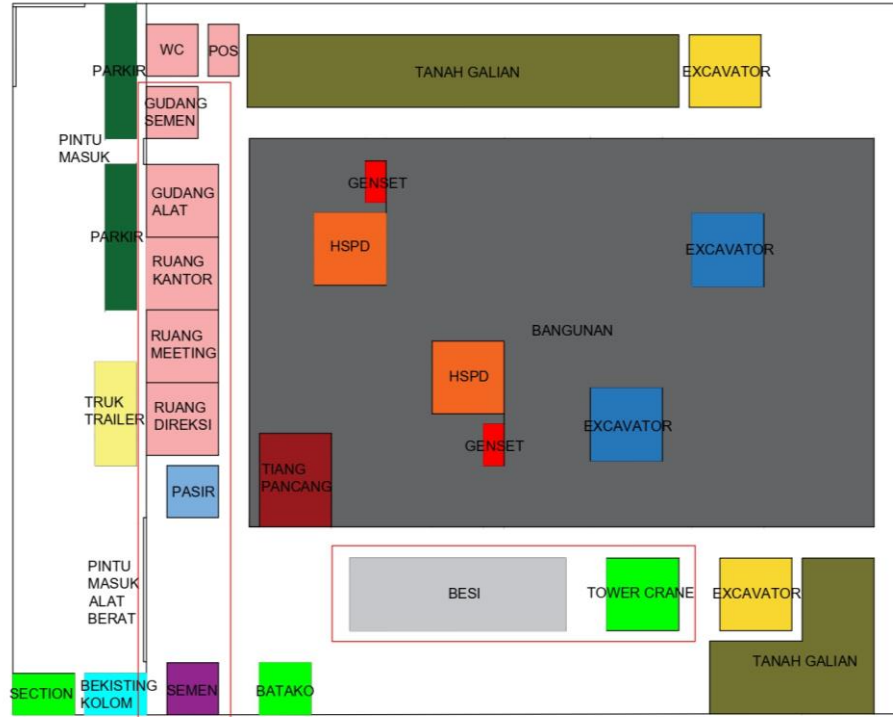 WC
POS
TANAH GALIAN
EXCAVATOR
PARKIR
GUDANG
SEMEN
PINTU
MASUK
GUDANG
ALAT
GENSET
PARKIR
HSPD
EXCAVATOR
RUANG
KANTOR
BANGUNAN
RUANG
MEETING
HSPD
TRUK
TRAILER
RUANG
DIREKSI
EXCAVATOR
GENSET
TIANG
PANCANG
PASIR
PINTU
MASUK
ALAT
BERAT
BESI
TOWER CRANE
EXCAVATOR
TANAH GALIAN
SECTION
BEKISTING
KOLOM
SEMEN
BATAKO